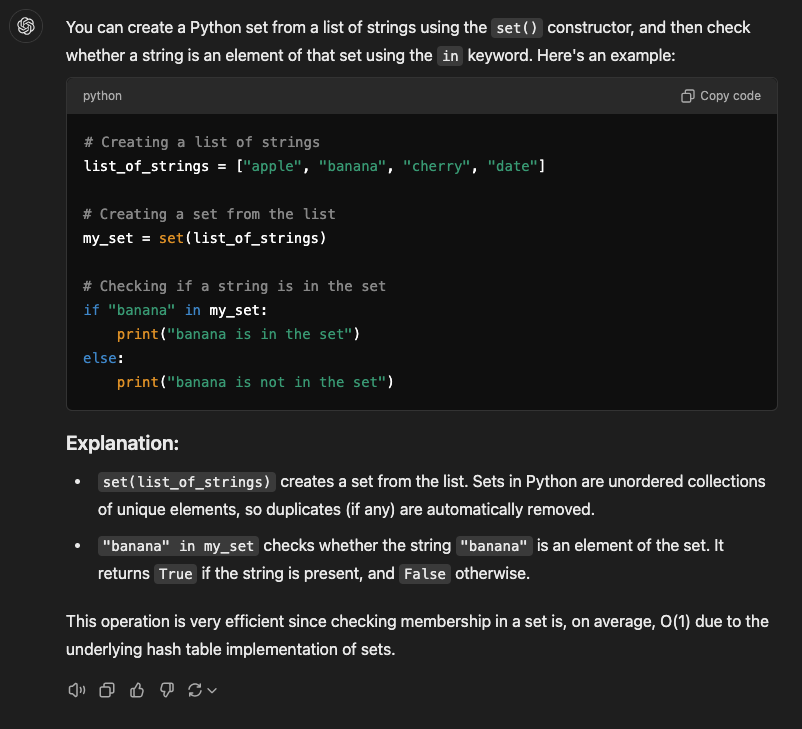 You can create a Python set from a list of strings using the set() constructor, and then check
whether a string is an element of that set using the in keyword. Here's an example:
python
Copy code
# Creating a list of strings
list_of_strings = ["apple", "banana", "cherry", "date"]
# Creating a set from the list
my_set = set(list_of_strings)
# Checking if a string is in the set
if "banana" in my_set:
    print("banana is in the set")
else:
    print("banana is not in the set")
Explanation:
• set(list_of_strings) creates a set from the list. Sets in Python are unordered collections
of unique elements, so duplicates (if any) are automatically removed.
• "banana" in my_set checks whether the string "banana" is an element of the set. It
returns True if the string is present, and False otherwise.
This operation is very efficient since checking membership in a set is, on average, O(1) due to the
underlying hash table implementation of sets.